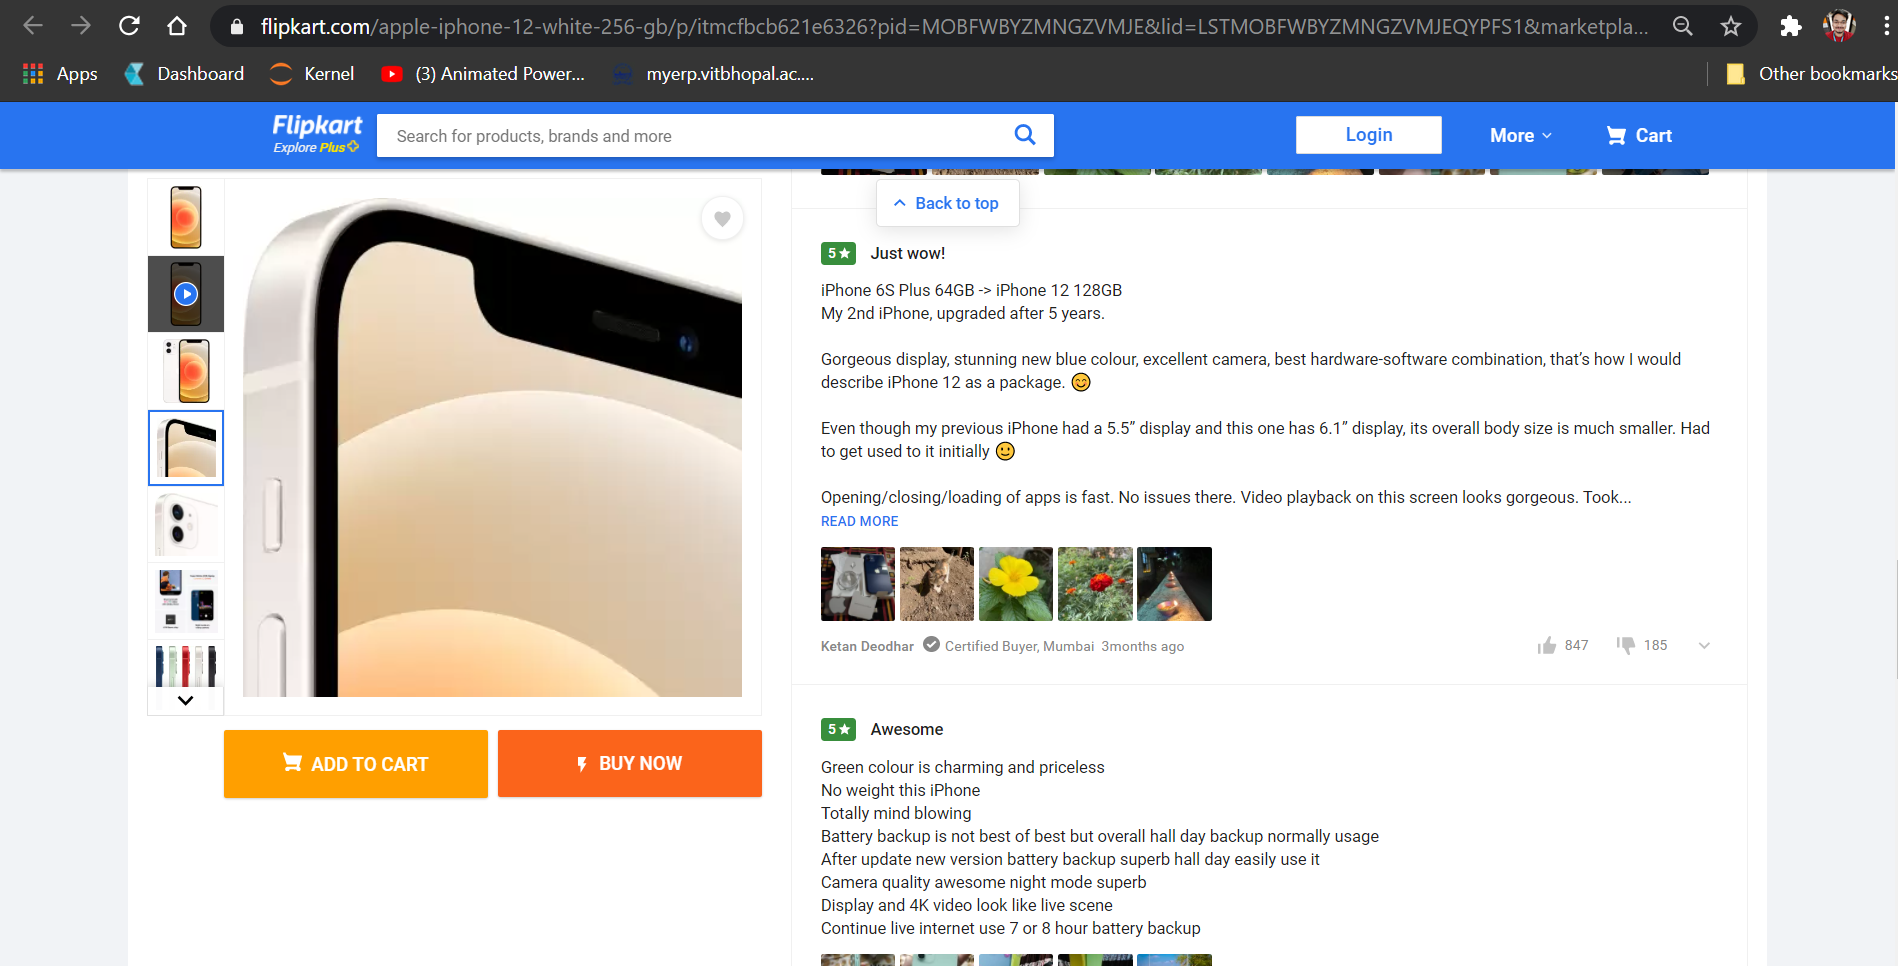 flipkart.com/apple-iphone-12-white-256-gb/p/itmcfbcb621e6326?pid=MOBFWBYZMNGZVMJE&lid=LSTMOBFWBYZMNGZVMJEQYPFS1&marketpla...
Apps Dashboard Kernel (3) Animated Power... myerp.vitbhopal.ac.... Other bookmarks
Flipkart
Explore Plus
Search for products, brands and more
Login More Cart
Back to top
5★ Just wow!
iPhone 6S Plus 64GB -> iPhone 12 128GB
My 2nd iPhone, upgraded after 5 years.
Gorgeous display, stunning new blue colour, excellent camera, best hardware-software combination, that’s how I would
describe iPhone 12 as a package. 😊
Even though my previous iPhone had a 5.5” display and this one has 6.1” display, its overall body size is much smaller. Had
to get used to it initially 🙂
Opening/closing/loading of apps is fast. No issues there. Video playback on this screen looks gorgeous. Took...
READ MORE
Ketan Deodhar Certified Buyer, Mumbai 3months ago 847 185
ADD TO CART BUY NOW
5★ Awesome
Green colour is charming and priceless
No weight this iPhone
Totally mind blowing
Battery backup is not best of best but overall hall day backup normally usage
After update new version battery backup superb hall day easily use it
Camera quality awesome night mode superb
Display and 4K video look like live scene
Continue live internet use 7 or 8 hour battery backup